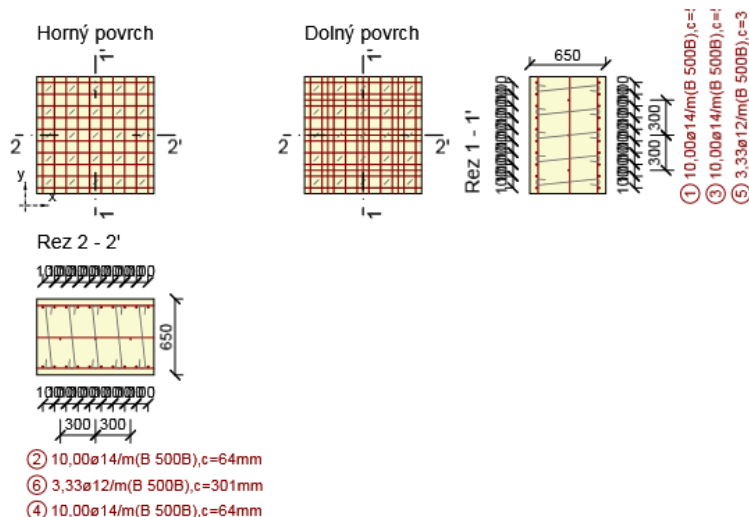 Horný povrch
1'
2 2'
y
x
1
Dolný povrch
1'
2 2'
1
650
Rez 1 - 1'
300
300
1 10,00ø14/m(B 500B),c=
3 10,00ø14/m(B 500B),c=
5 3,33ø12/m(B 500B),c=3
Rez 2 - 2'
650
300 300
2 10,00ø14/m(B 500B),c=64mm
6 3,33ø12/m(B 500B),c=301mm
4 10,00ø14/m(B 500B),c=64mm